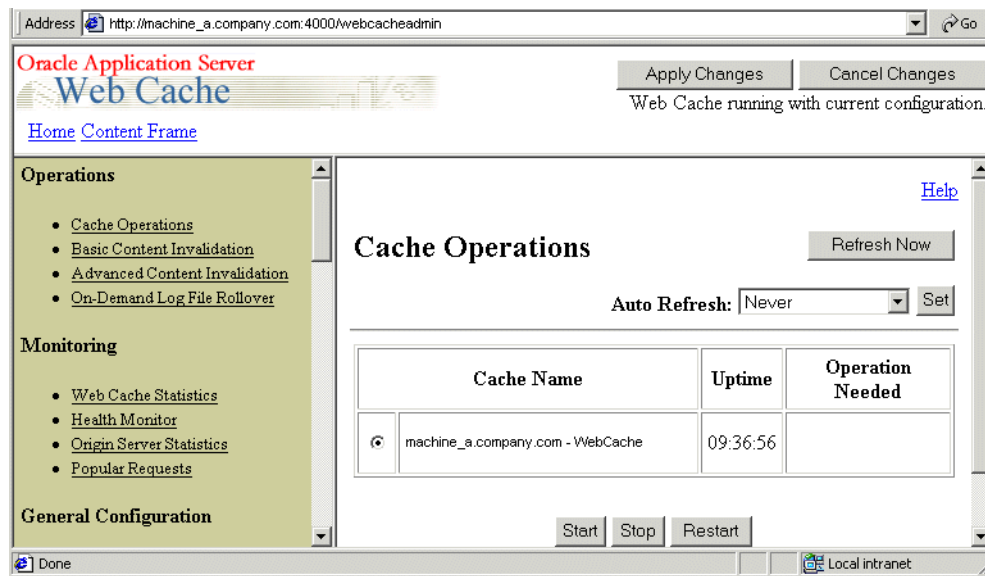 Address http://machine_a.company.com:4000/webcacheadmin Go
Oracle Application Server
Web Cache
Apply Changes Cancel Changes
Web Cache running with current configuration.
Home Content Frame
Operations
Cache Operations
Basic Content Invalidation
Advanced Content Invalidation
On-Demand Log File Rollover
Monitoring
Web Cache Statistics
Health Monitor
Origin Server Statistics
Popular Requests
General Configuration
Help
Cache Operations Refresh Now
Auto Refresh: Never Set
Cache Name Uptime Operation Needed
machine_a.company.com - WebCache 09:36:56
Start Stop Restart
Done Local intranet